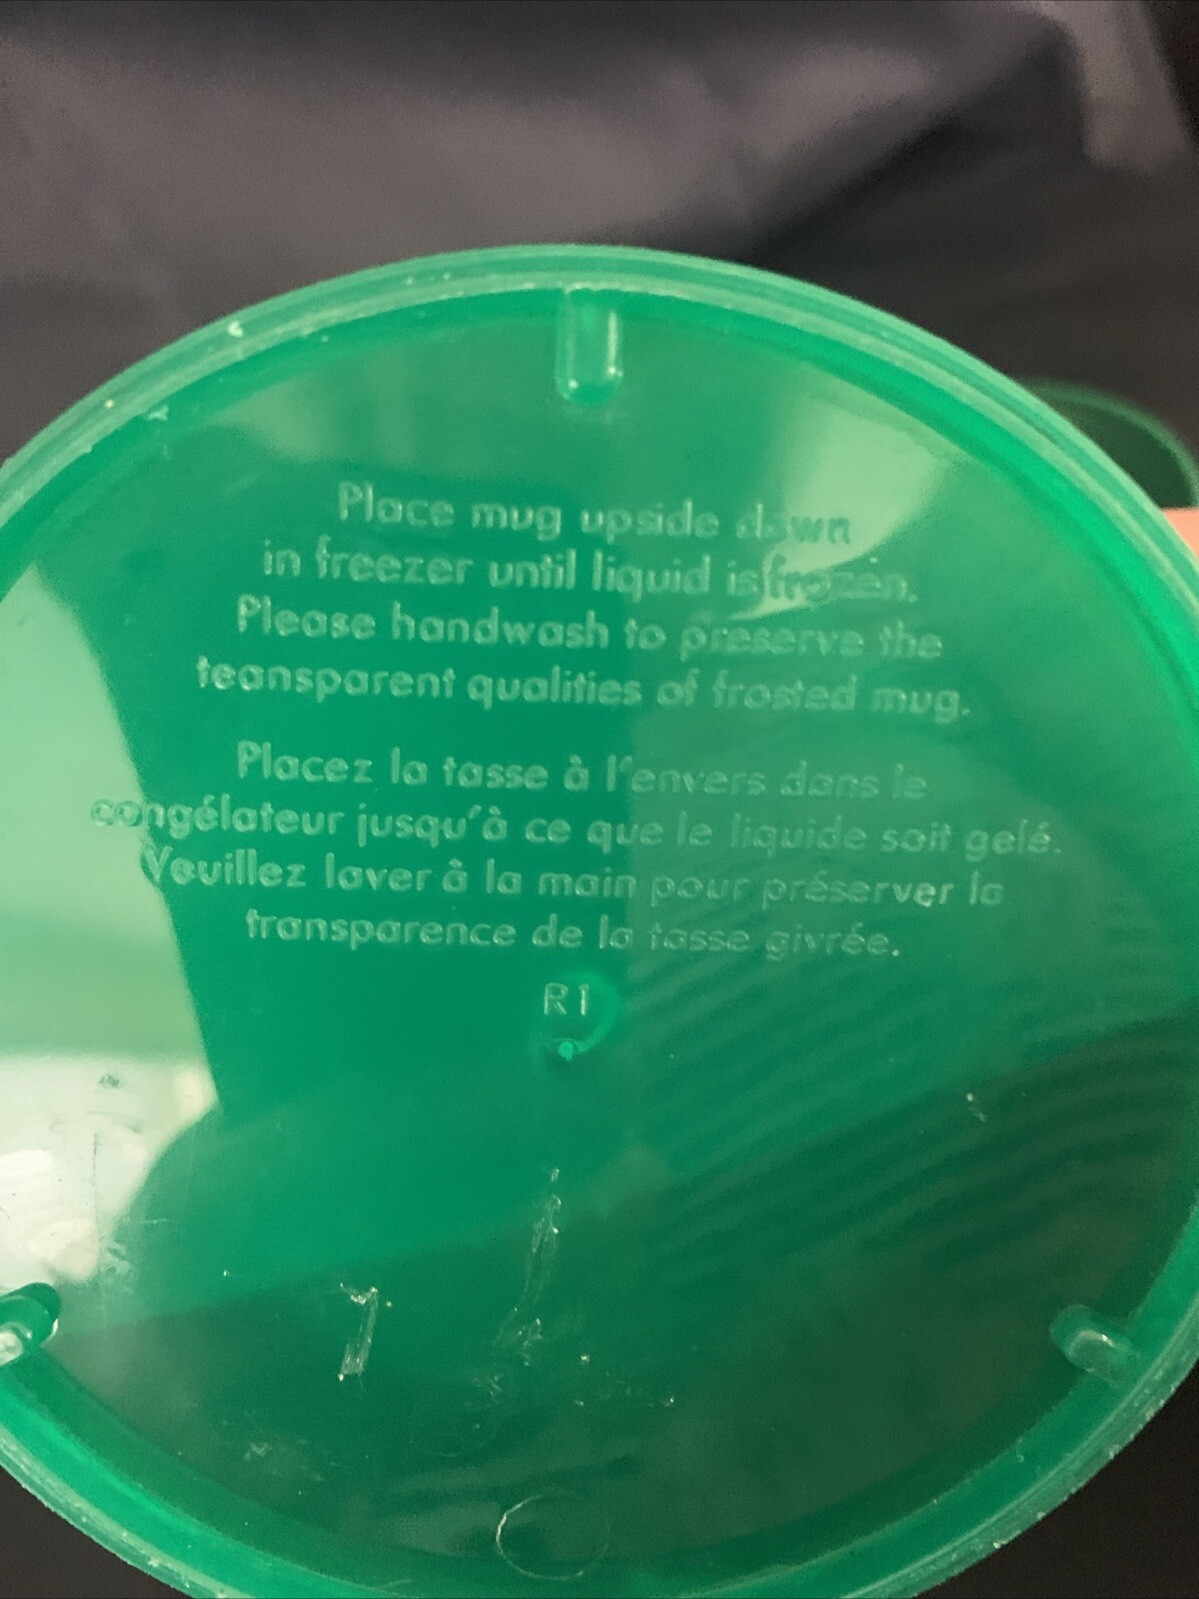 Place mug upside down
in freezer until liquid is frozen.
Please handwash to preserve the
teansparent qualities of frosted mug.
Placez la tasse à l'envers dans le
congélateur jusqu'à ce que le liquide soit gelé.
Veuillez laver à la main pour préserver la
transparence de la tasse givrée.
R1